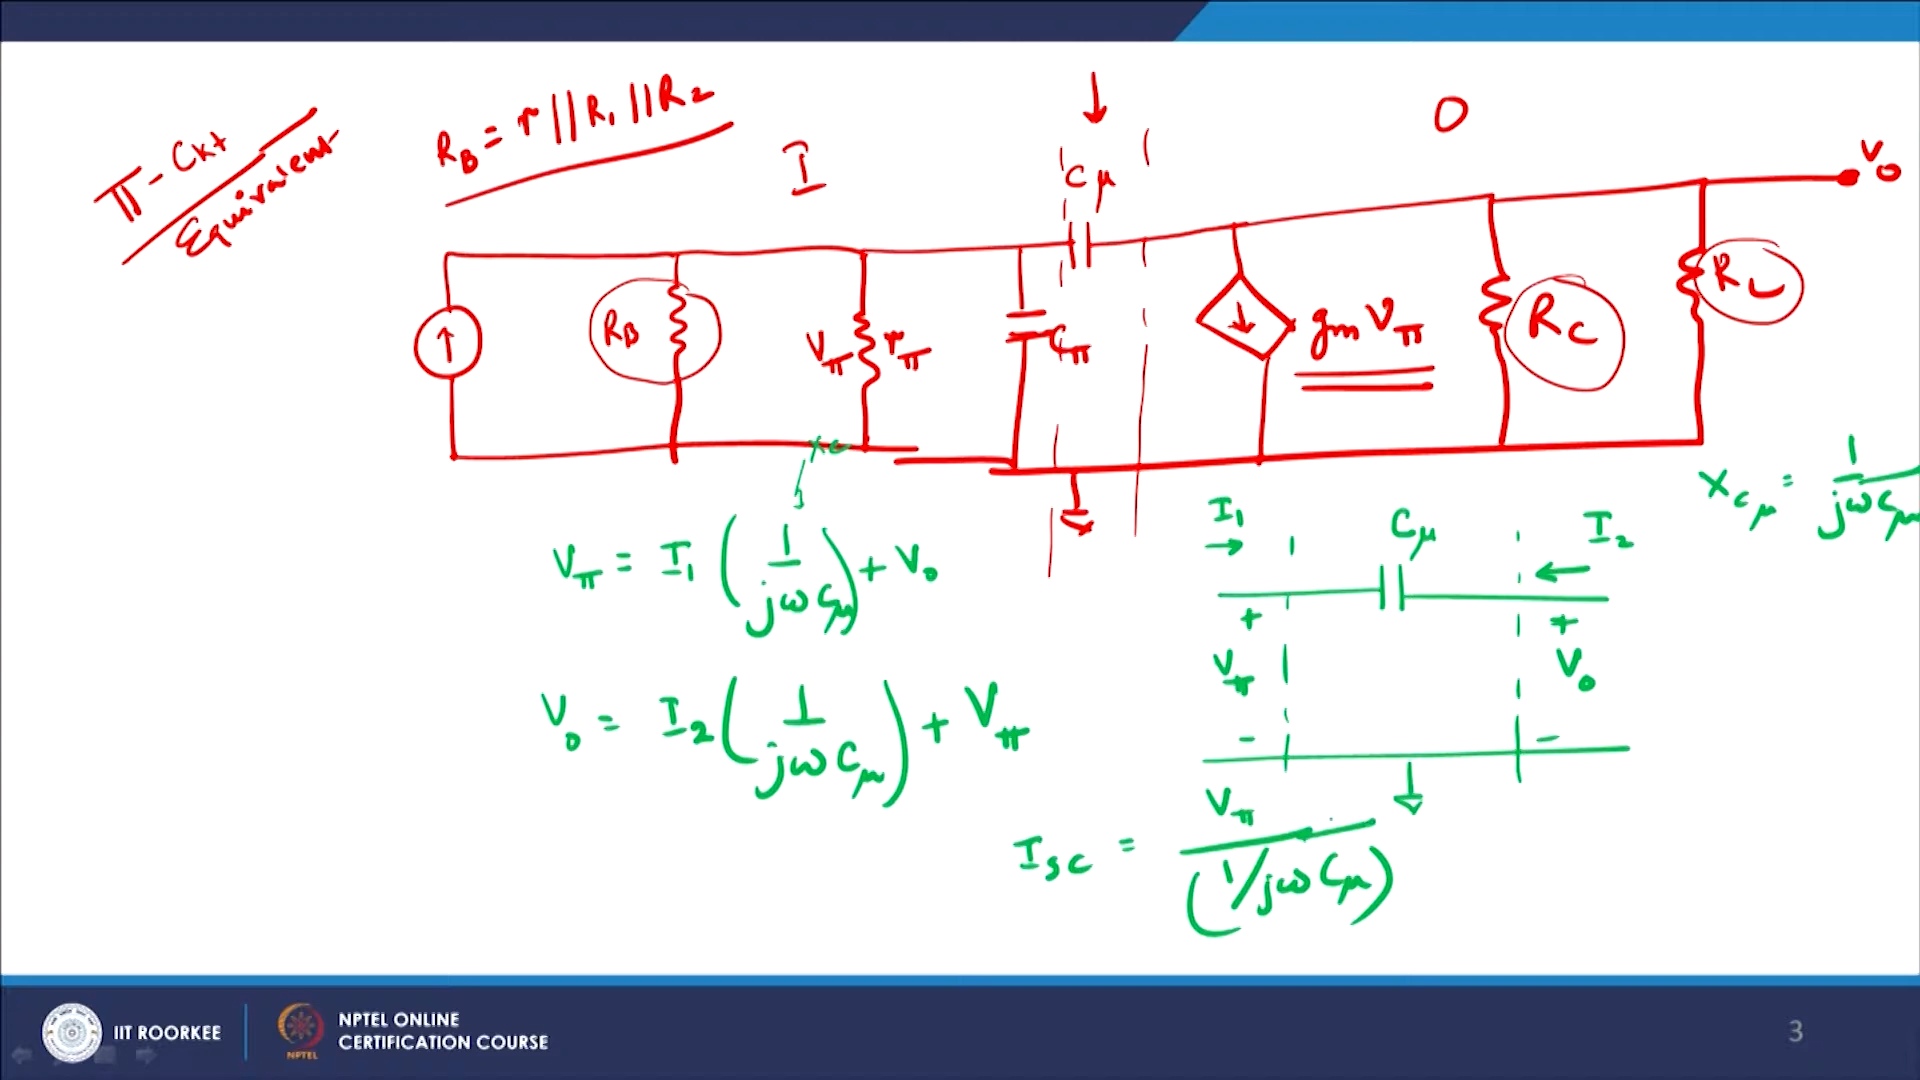 π - Ckt
Equivalent
R_B = r || R_1 || R_2
I
C_μ
O
V_o
R_B
V_π r_π
C_π
g_m V_π
R_C
R_L
X_Cμ = 1/jωC_μ
V_π = I_1 (1/jωC_μ) + V_o
V_o = I_2 (1/jωC_μ) + V_π
I_1 C_μ I_2
+ +
V_π V_o
- -
I_SC = V_π/(1/jωC_μ)
IIT ROORKEE
NPTEL
NPTEL ONLINE
CERTIFICATION COURSE
3